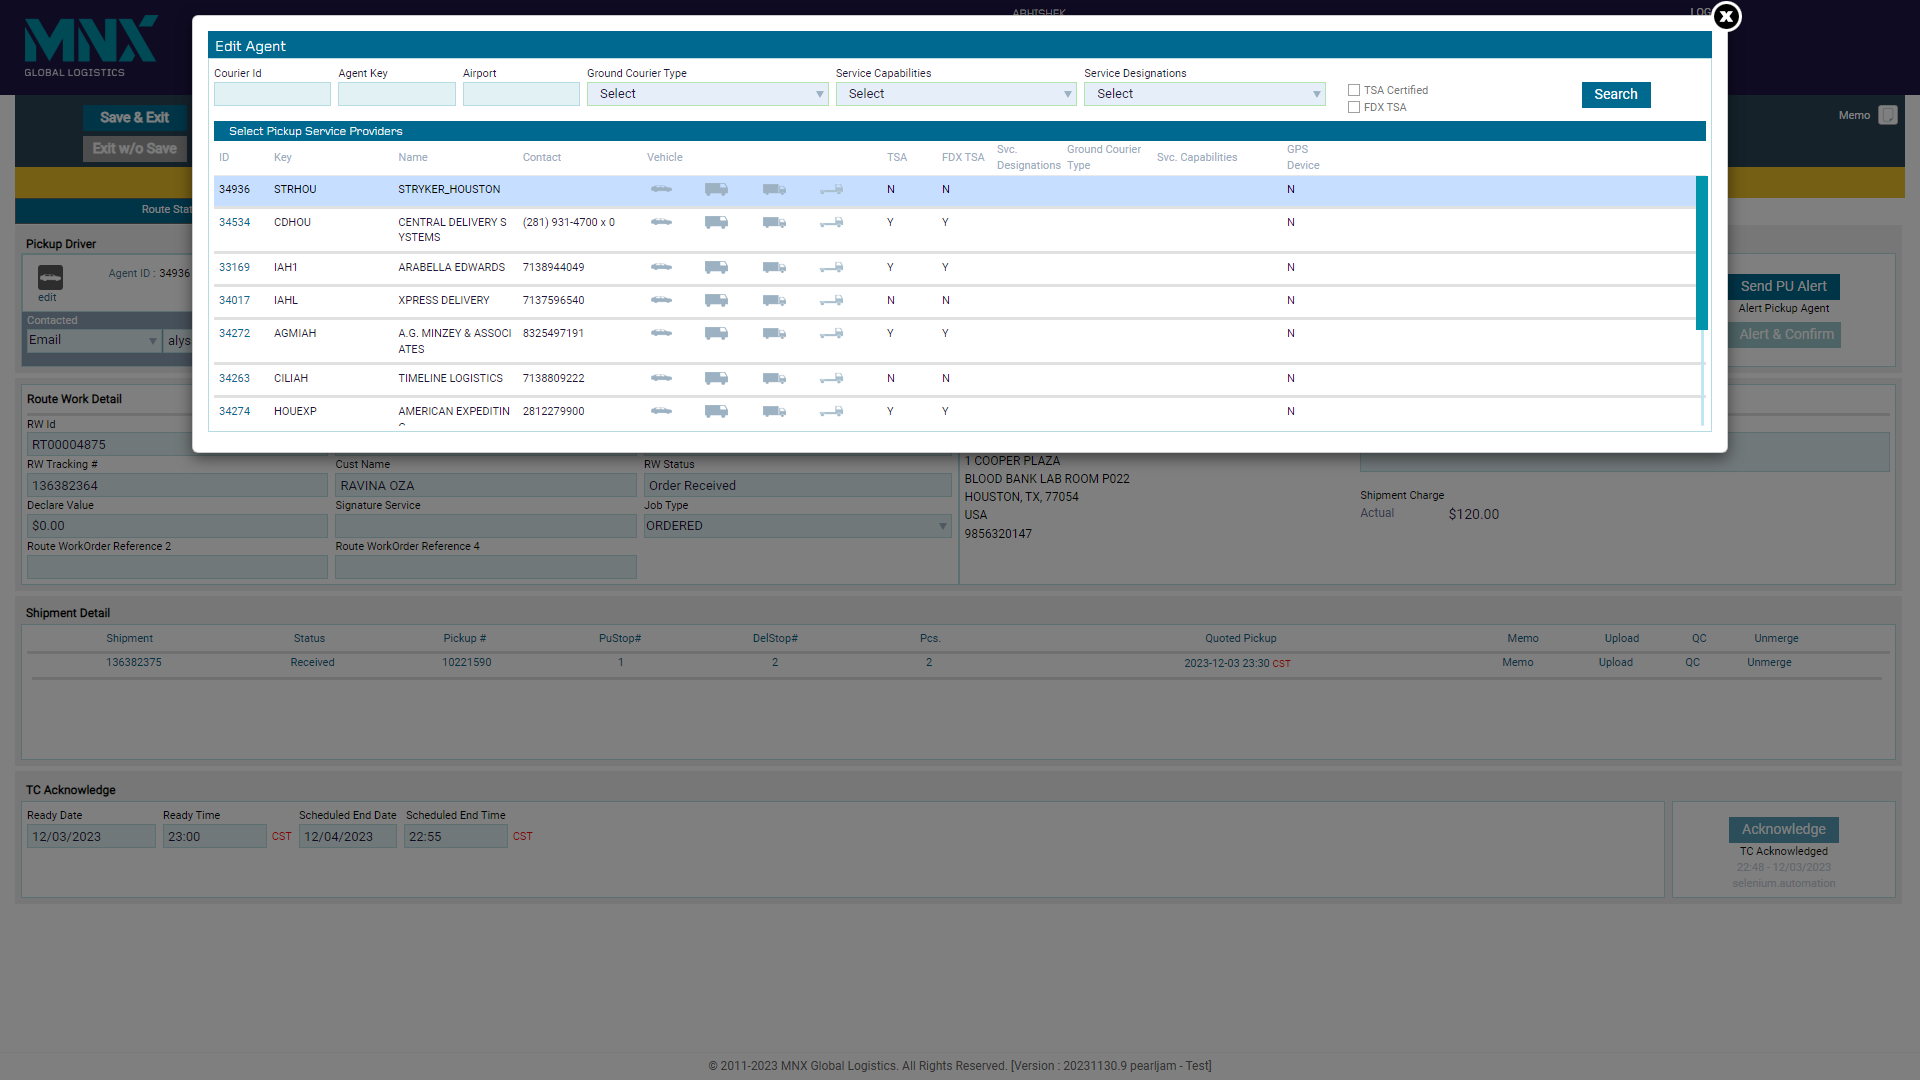 MNX
GLOBAL LOGISTICS
ABHISHEK
LOG
X
Edit Agent
Courier Id Agent Key Airport Ground Courier Type Service Capabilities Service Designations
Select Select Select
TSA Certified
FDX TSA
Search
Select Pickup Service Providers
ID Key Name Contact Vehicle TSA FDX TSA Svc. Designations Ground Courier Type Svc. Capabilities GPS Device
34936 STRHOU STRYKER_HOUSTON N N N
34534 CDHOU CENTRAL DELIVERY S (281) 931-4700 x 0 Y Y N
YSTEMS
33169 IAH1 ARABELLA EDWARDS 7138944049 Y Y N
34017 IAHL XPRESS DELIVERY 7137596540 N N N
34272 AGMIAH A.G. MINZEY & ASSOCI 8325497191 Y Y N
ATES
34263 CILIAH TIMELINE LOGISTICS 7138809222 N N N
34274 HOUEXP AMERICAN EXPEDITIN 2812279900 Y Y N
Save & Exit
Exit w/o Save
Memo
Route Stat
Pickup Driver
Agent ID : 34936
edit
Contacted
Email alys
Send PU Alert
Alert Pickup Agent
Alert & Confirm
Route Work Detail
RW Id
RT00004875
RW Tracking # Cust Name RW Status
136382364 RAVINA OZA Order Received
Declare Value Signature Service Job Type
$0.00 ORDERED
Route WorkOrder Reference 2 Route WorkOrder Reference 4
1 COOPER PLAZA
BLOOD BANK LAB ROOM P022
HOUSTON, TX, 77054
USA
9856320147
Shipment Charge
Actual $120.00
Shipment Detail
Shipment Status Pickup # PuStop# DelStop# Pcs. Quoted Pickup Memo Upload QC Unmerge
136382375 Received 10221590 1 2 2 2023-12-03 23:30 CST Memo Upload QC Unmerge
TC Acknowledge
Ready Date Ready Time Scheduled End Date Scheduled End Time
12/03/2023 23:00 CST 12/04/2023 22:55 CST
Acknowledge
TC Acknowledged
22:48 - 12/03/2023
selenium.automation
© 2011-2023 MNX Global Logistics. All Rights Reserved. [Version : 20231130.9 pearljam - Test]